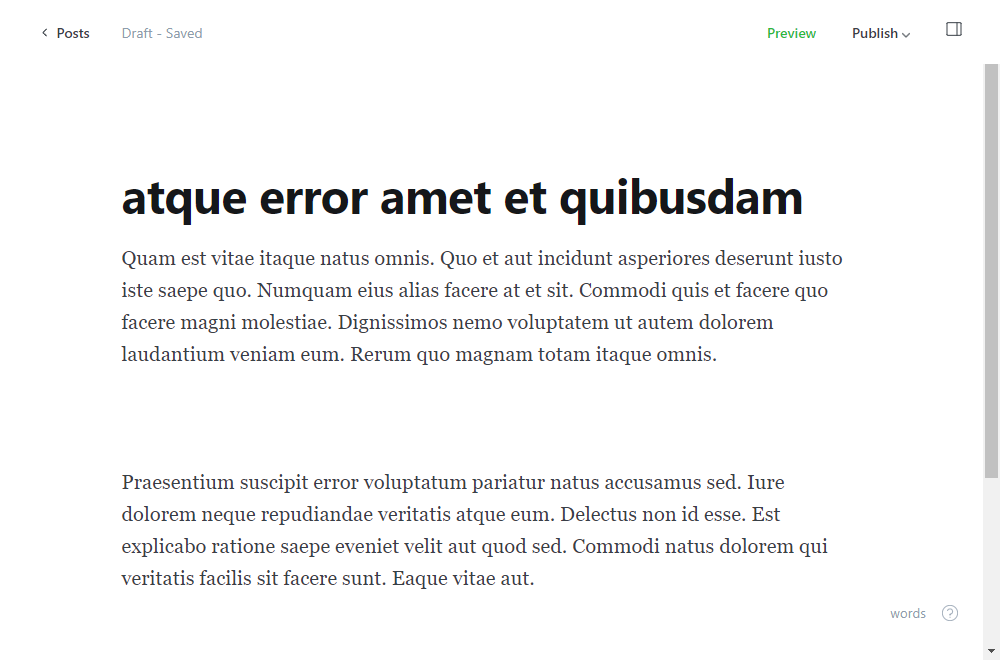 Posts
Draft - Saved
Preview
Publish
atque error amet et quibusdam
Quam est vitae itaque natus omnis. Quo et aut incidunt asperiores deserunt iusto
iste saepe quo. Numquam eius alias facere at et sit. Commodi quis et facere quo
facere magni molestiae. Dignissimos nemo voluptatem ut autem dolorem
laudantium veniam eum. Rerum quo magnam totam itaque omnis.
Praesentium suscipit error voluptatum pariatur natus accusamus sed. Iure
dolorem neque repudiandae veritatis atque eum. Delectus non id esse. Est
explicabo ratione saepe eveniet velit aut quod sed. Commodi natus dolorem qui
veritatis facilis sit facere sunt. Eaque vitae aut.
words